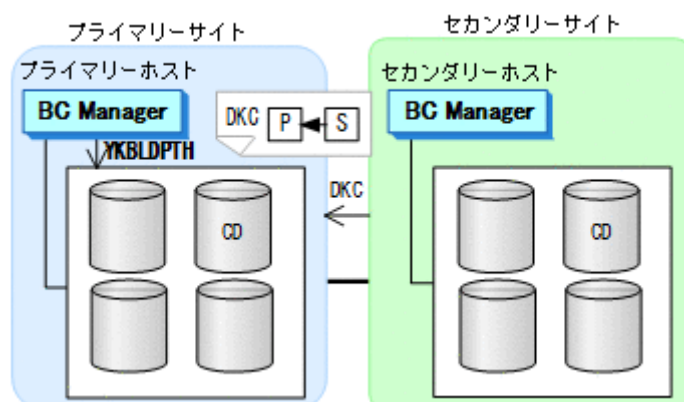 プライマリーサイト
セカンダリーサイト
プライマリーホスト
セカンダリーホスト
BC Manager
DKC P S
BC Manager
YKBLDPTH
DKC
CD
CD